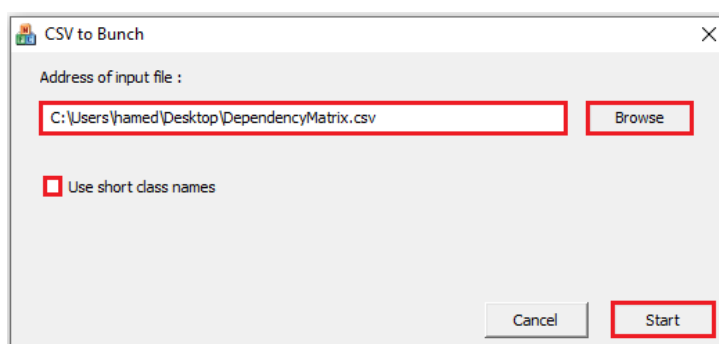 CSV to Bunch
Address of input file :
C:\Users\hamed\Desktop\DependencyMatrix.csv
Browse
Use short class names
Cancel
Start